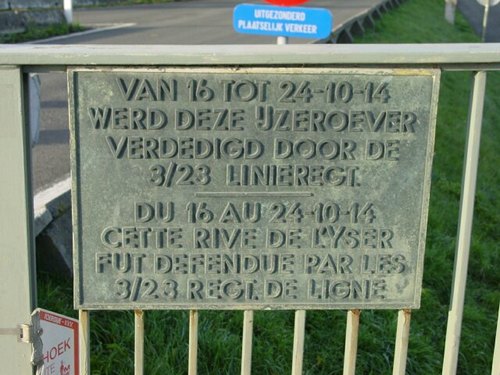 UITGEZONDERD
PLAATSELIJK VERKEER
VAN 16 TOT 24-10-14
WERD DEZE IJZEROEVER
VERDEDIGD DOOR DE
3/23 LINIEREGT.
DU 16 AU 24-10-14
CETTE RIVE DE L'YSER
FUT DEFENDUE PAR LES
3/23 REGT. DE LIGNE
HOEK